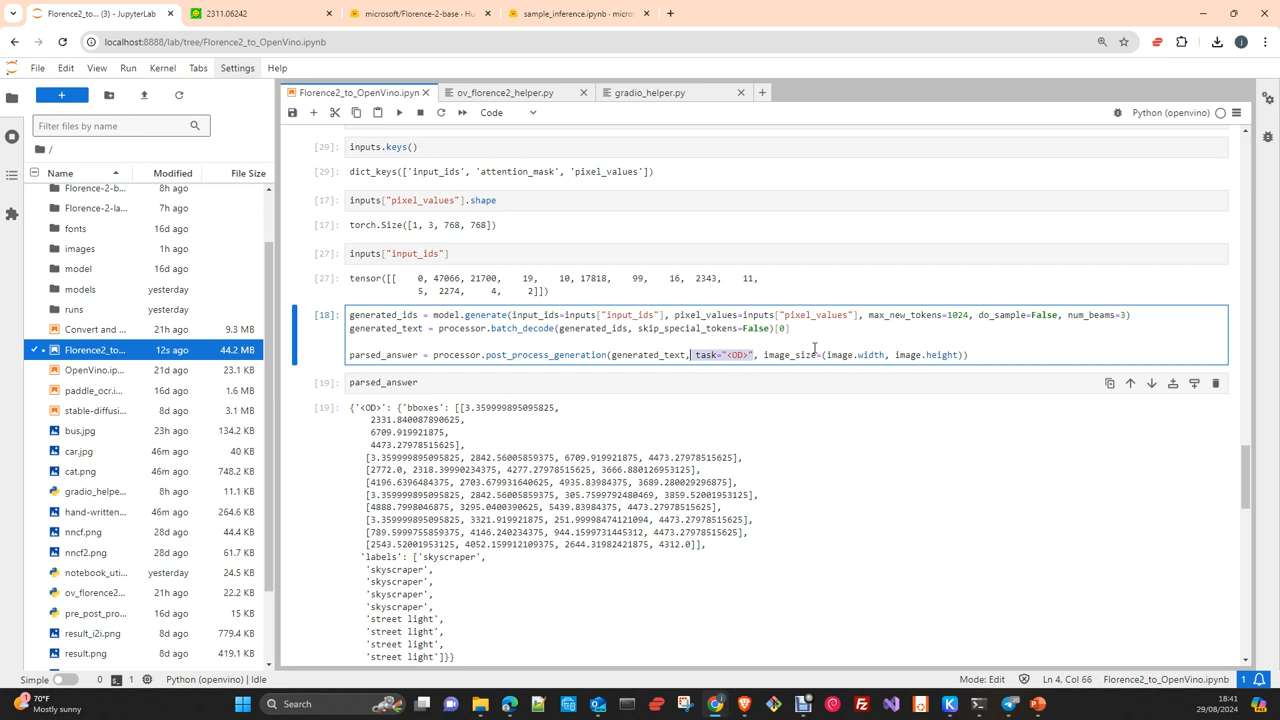 Florence2_to... (3) - JupyterLab
2311.06242
microsoft/Florence-2-base · Hu
sample_inference.ipynb · micros
localhost:8888/lab/tree/Florence2_to_OpenVino.ipynb
File Edit View Run Kernel Tabs Settings Help
Florence2_to_OpenVino.ipyn
ov_florence2_helper.py
gradio_helper.py
Code
Python (openvino)
Filter files by name
/
Name Modified File Size
Florence-2-b... 8h ago
Florence-2-la... 7h ago
fonts 16d ago
images 1h ago
model 26d ago
models yesterday
runs yesterday
Convert and ... 9.3 MB
Florence2_to... 12s ago 44.2 MB
OpenVino.ip... 21d ago 23.1 KB
paddle_ocr.i... yesterday 6.1 MB
stable-diffusi... 8d ago 3.1 MB
bus.jpg 23h ago 134.2 KB
car.jpg 46m ago 40 KB
cat.png 46m ago 748.2 KB
gradio_helpe... 8h ago 11.1 KB
hand-written... 46m ago 264.6 KB
nncf.png 28d ago 44.4 KB
nncf2.png 28d ago 61.7 KB
notebook_uti... yesterday 24.5 KB
ov_florence2... 21h ago 22.2 KB
pre_post_pro... 16d ago 15 KB
result_i2i.png 8d ago 779.4 KB
result.png 8d ago 419.1 KB
[29]: inputs.keys()
[29]: dict_keys(['input_ids', 'attention_mask', 'pixel_values'])
[17]: inputs["pixel_values"].shape
[17]: torch.Size([1, 3, 768, 768])
[27]: inputs["input_ids"]
[27]: tensor([[ 0, 47066, 21700, 19, 10, 17818, 99, 16, 2343, 11,
5, 2274, 4, 2]])
[18]: generated_ids = model.generate(input_ids=inputs["input_ids"], pixel_values=inputs["pixel_values"], max_new_tokens=1024, do_sample=False, num_beams=3)
generated_text = processor.batch_decode(generated_ids, skip_special_tokens=False)[0]
parsed_answer = processor.post_process_generation(generated_text, task="<OD>", image_size=(image.width, image.height))
[19]: parsed_answer
[19]: {'<OD>': {'bboxes': [[3.359999895095825,
2331.840087890625,
6709.919921875,
4473.27978515625],
[3.359999895095825, 2842.56005859375, 6709.919921875, 4473.27978515625],
[2772.0, 2318.39990234375, 4277.27978515625, 3666.880126953125],
[4196.6396484375, 2703.679931640625, 4935.83984375, 3689.280029296875],
[3.359999895095825, 2842.56005859375, 305.7599792480469, 3859.52001953125],
[4888.7998046875, 3295.0400390625, 5439.83984375, 4473.27978515625],
[3.359999895095825, 3321.919921875, 251.99998474121094, 4473.27978515625],
[789.5999755859375, 4146.240234375, 944.1599731445312, 4473.27978515625],
[2543.52001953125, 4052.159912109375, 2644.31982421875, 4312.0]],
'labels': ['skyscraper',
'skyscraper',
'skyscraper',
'skyscraper',
'skyscraper',
'street light',
'street light',
'street light',
'street light']}}
Simple 0 1 Python (openvino) | Idle
Mode: Edit Ln 4, Col 66 Florence2_to_OpenVino.ipynb 1
70°F
Mostly sunny
Search
18:41
29/08/2024